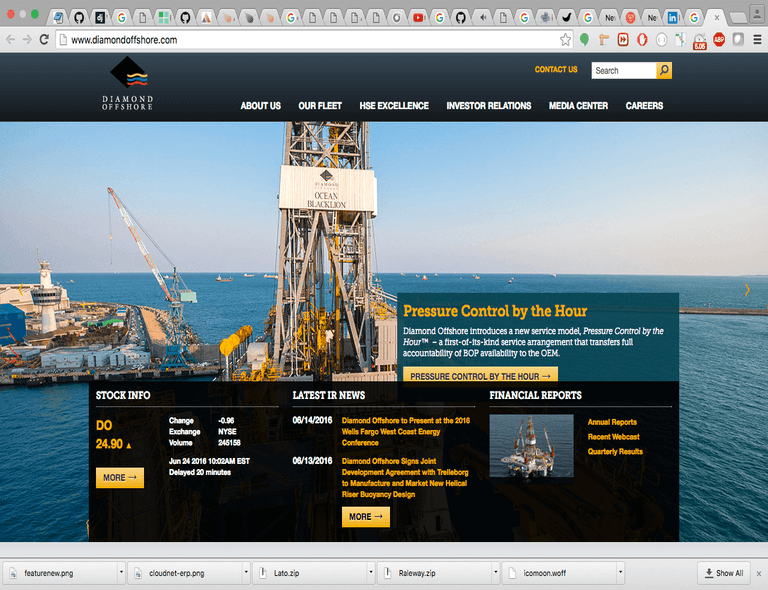 Ne
Ne
www.diamondoffshore.com
5.05
ABP
DIAMOND
OFFSHORE
CONTACT US
Search
ABOUT US
OUR FLEET
HSE EXCELLENCE
INVESTOR RELATIONS
MEDIA CENTER
CAREERS
DIAMOND
OCEAN
BLACKLION
Pressure Control by the Hour
Diamond Offshore introduces a new service model, Pressure Control by the
Hour™ – a first-of-its-kind service arrangement that transfers full
accountability of BOP availability to the OEM.
PRESSURE CONTROL BY THE HOUR →
STOCK INFO
DO
24.90 ▲
Change -0.96
Exchange NYSE
Volume 245158
Jun 24 2016 10:02AM EST
Delayed 20 minutes
MORE →
LATEST IR NEWS
06/14/2016 Diamond Offshore to Present at the 2016
Wells Fargo West Coast Energy
Conference
06/13/2016 Diamond Offshore Signs Joint
Development Agreement with Trelleborg
to Manufacture and Market New Helical
Riser Buoyancy Design
MORE →
FINANCIAL REPORTS
Annual Reports
Recent Webcast
Quarterly Results
featurenew.png
cloudnet-erp.png
Lato.zip
Raleway.zip
icomoon.woff
Show All